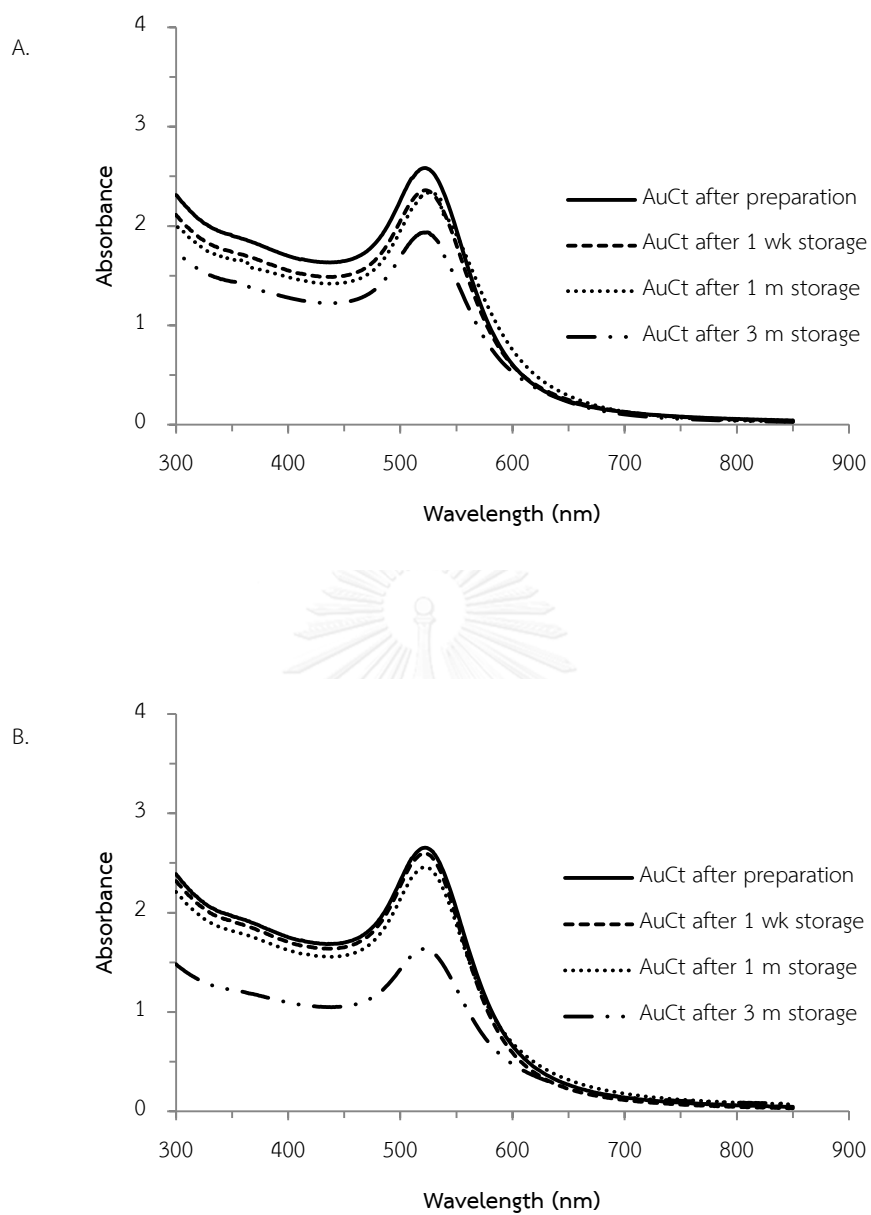 A.
4
3
2
1
0
Absorbance
AuCt after preparation
AuCt after 1 wk storage
AuCt after 1 m storage
AuCt after 3 m storage
300 400 500 600 700 800 900
Wavelength (nm)
B.
4
3
2
1
0
Absorbance
AuCt after preparation
AuCt after 1 wk storage
AuCt after 1 m storage
AuCt after 3 m storage
300 400 500 600 700 800 900
Wavelength (nm)